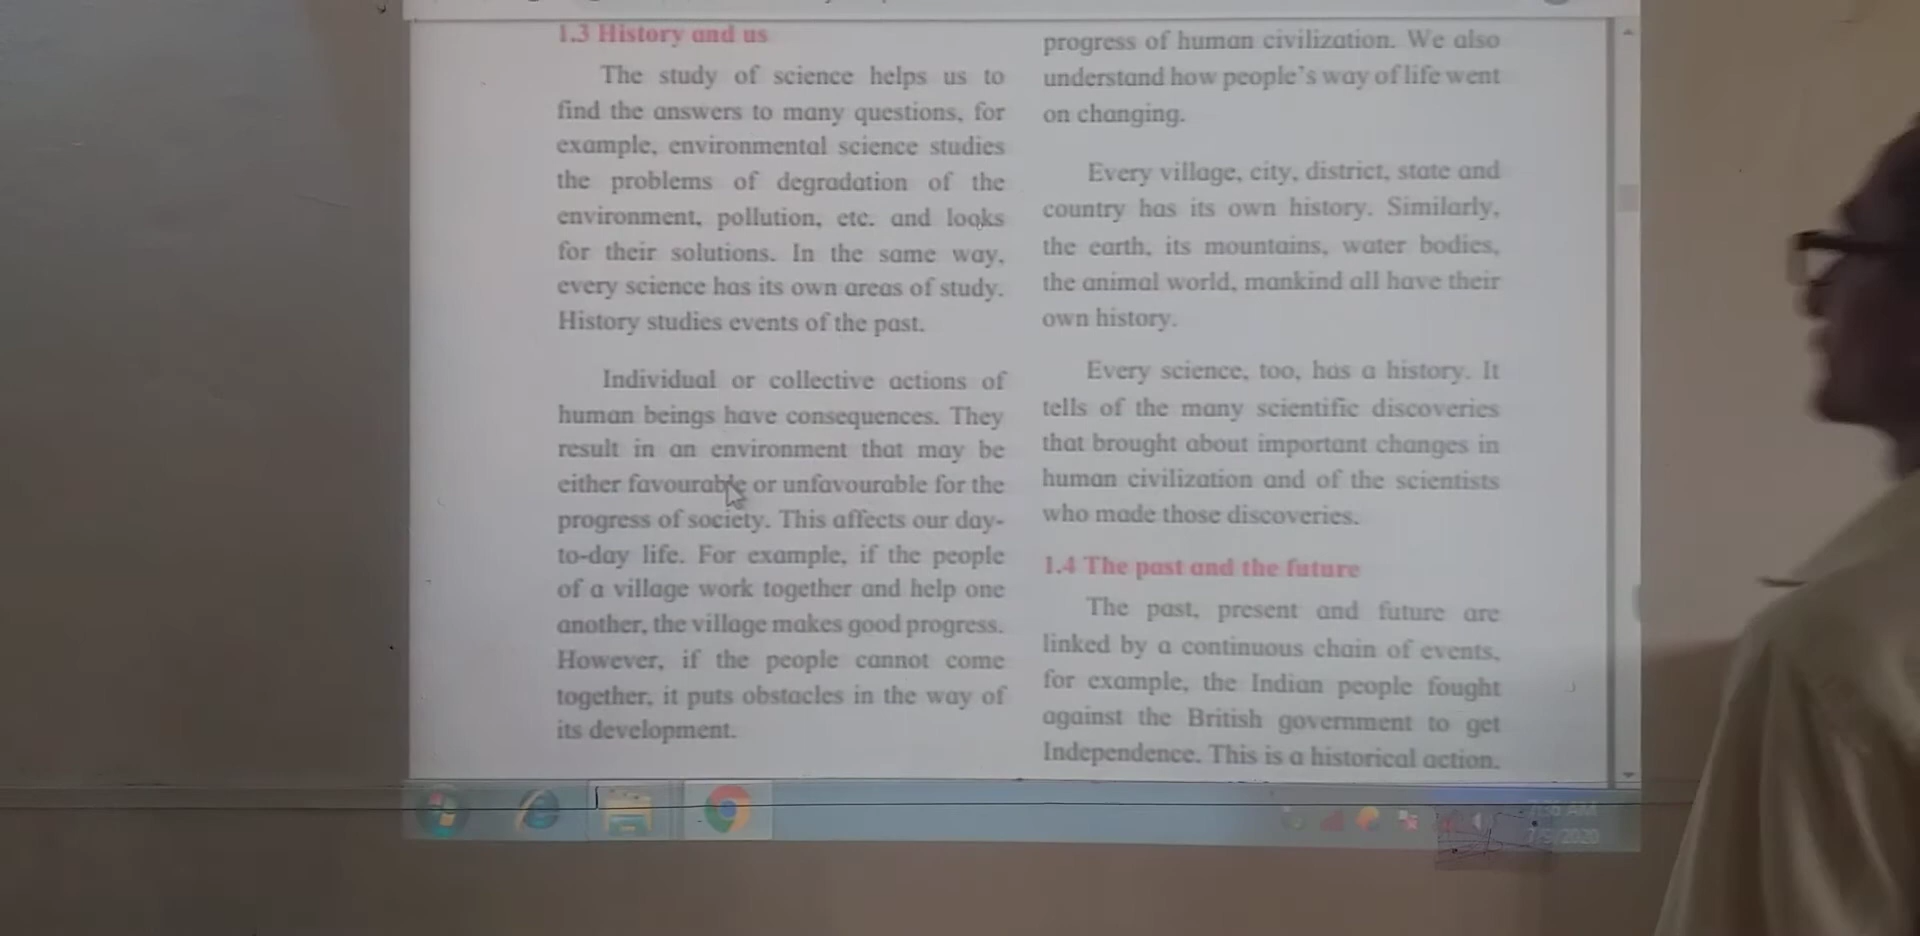 1.3 History and us
The study of science helps us to
find the answers to many questions, for
example, environmental science studies
the problems of degradation of the
environment, pollution, etc. and looks
for their solutions. In the same way,
every science has its own areas of study.
History studies events of the past.
Individual or collective actions of
human beings have consequences. They
result in an environment that may be
either favourable or unfavourable for the
progress of society. This affects our day-
to-day life. For example, if the people
of a village work together and help one
another, the village makes good progress.
However, if the people cannot come
together, it puts obstacles in the way of
its development.
progress of human civilization. We also
understand how people's way of life went
on changing.
Every village, city, district, state and
country has its own history. Similarly,
the earth, its mountains, water bodies,
the animal world, mankind all have their
own history.
Every science, too, has a history. It
tells of the many scientific discoveries
that brought about important changes in
human civilization and of the scientists
who made those discoveries.
1.4 The past and the future
The past, present and future are
linked by a continuous chain of events,
for example, the Indian people fought
against the British government to get
Independence. This is a historical action.